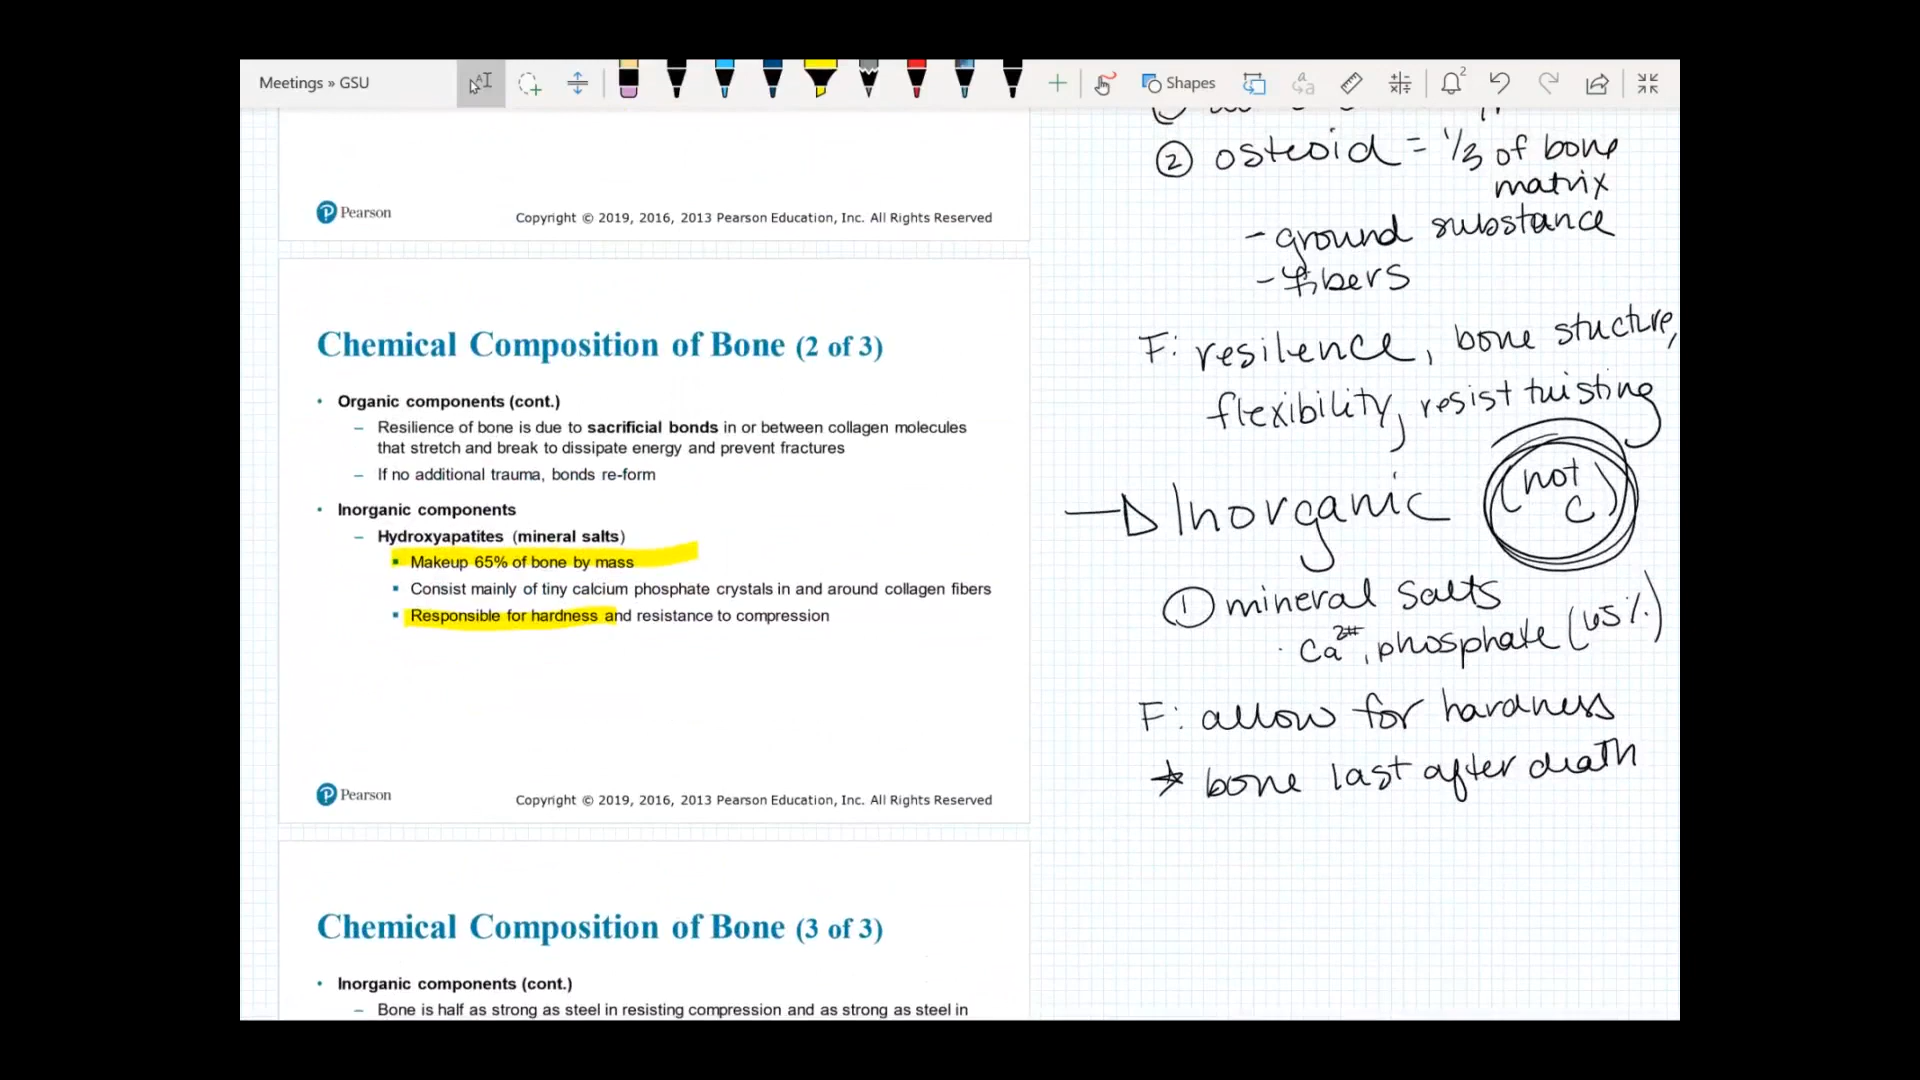 Meetings » GSU
Shapes
2
Pearson
Copyright © 2019, 2016, 2013 Pearson Education, Inc. All Rights Reserved
Chemical Composition of Bone (2 of 3)
• Organic components (cont.)
– Resilience of bone is due to sacrificial bonds in or between collagen molecules
that stretch and break to dissipate energy and prevent fractures
– If no additional trauma, bonds re-form
• Inorganic components
– Hydroxyapatites (mineral salts)
▪ Makeup 65% of bone by mass
▪ Consist mainly of tiny calcium phosphate crystals in and around collagen fibers
▪ Responsible for hardness and resistance to compression
Pearson
Copyright © 2019, 2016, 2013 Pearson Education, Inc. All Rights Reserved
Chemical Composition of Bone (3 of 3)
• Inorganic components (cont.)
– Bone is half as strong as steel in resisting compression and as strong as steel in
② osteoid = 1/3 of bone
matrix
- ground substance
- fibers
F: resilence, bone stucture,
flexibility, resist twisting
Inorganic (not
C)
① mineral salts
Ca, phosphate (65%)
F: allow for hardness
bone last after death